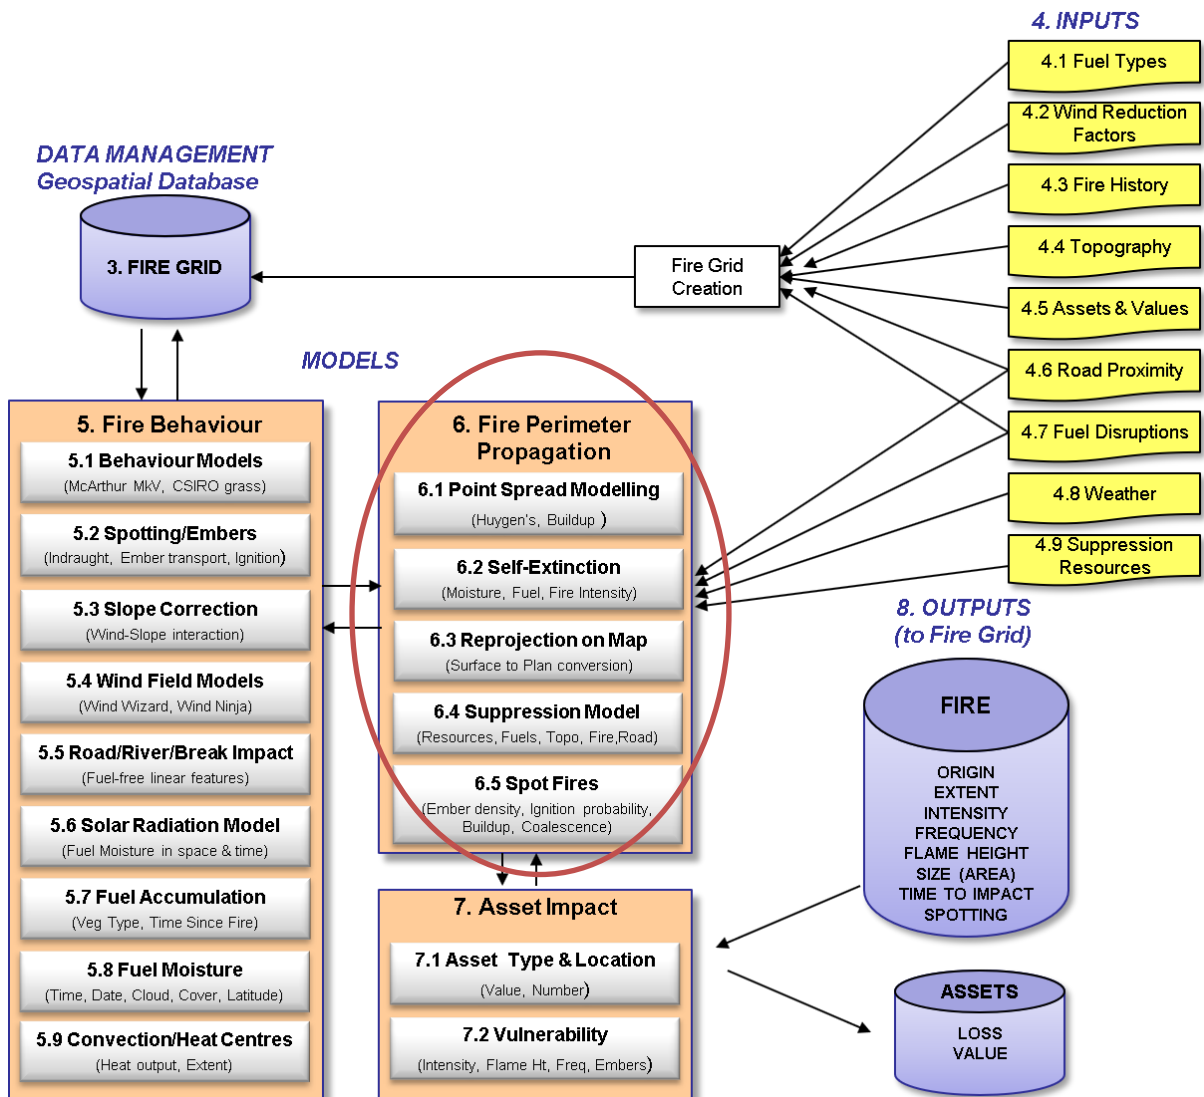 4. INPUTS
4.1 Fuel Types
4.2 Wind Reduction
Factors
4.3 Fire History
4.4 Topography
4.5 Assets & Values
4.6 Road Proximity
4.7 Fuel Disruptions
4.8 Weather
4.9 Suppression
Resources
DATA MANAGEMENT
Geospatial Database
3. FIRE GRID
Fire Grid
Creation
MODELS
5. Fire Behaviour
5.1 Behaviour Models
(McArthur MkV, CSIRO grass)
5.2 Spotting/Embers
(Indraught, Ember transport, Ignition)
5.3 Slope Correction
(Wind-Slope interaction)
5.4 Wind Field Models
(Wind Wizard, Wind Ninja)
5.5 Road/River/Break Impact
(Fuel-free linear features)
5.6 Solar Radiation Model
(Fuel Moisture in space & time)
5.7 Fuel Accumulation
(Veg Type, Time Since Fire)
5.8 Fuel Moisture
(Time, Date, Cloud, Cover, Latitude)
5.9 Convection/Heat Centres
(Heat output, Extent)
6. Fire Perimeter
Propagation
6.1 Point Spread Modelling
(Huygen's, Buildup )
6.2 Self-Extinction
(Moisture, Fuel, Fire Intensity)
6.3 Reprojection on Map
(Surface to Plan conversion)
6.4 Suppression Model
(Resources, Fuels, Topo, Fire,Road)
6.5 Spot Fires
(Ember density, Ignition probability,
Buildup, Coalescence)
7. Asset Impact
7.1 Asset Type & Location
(Value, Number)
7.2 Vulnerability
(Intensity, Flame Ht, Freq, Embers)
8. OUTPUTS
(to Fire Grid)
FIRE
ORIGIN
EXTENT
INTENSITY
FREQUENCY
FLAME HEIGHT
SIZE (AREA)
TIME TO IMPACT
SPOTTING
ASSETS
LOSS
VALUE